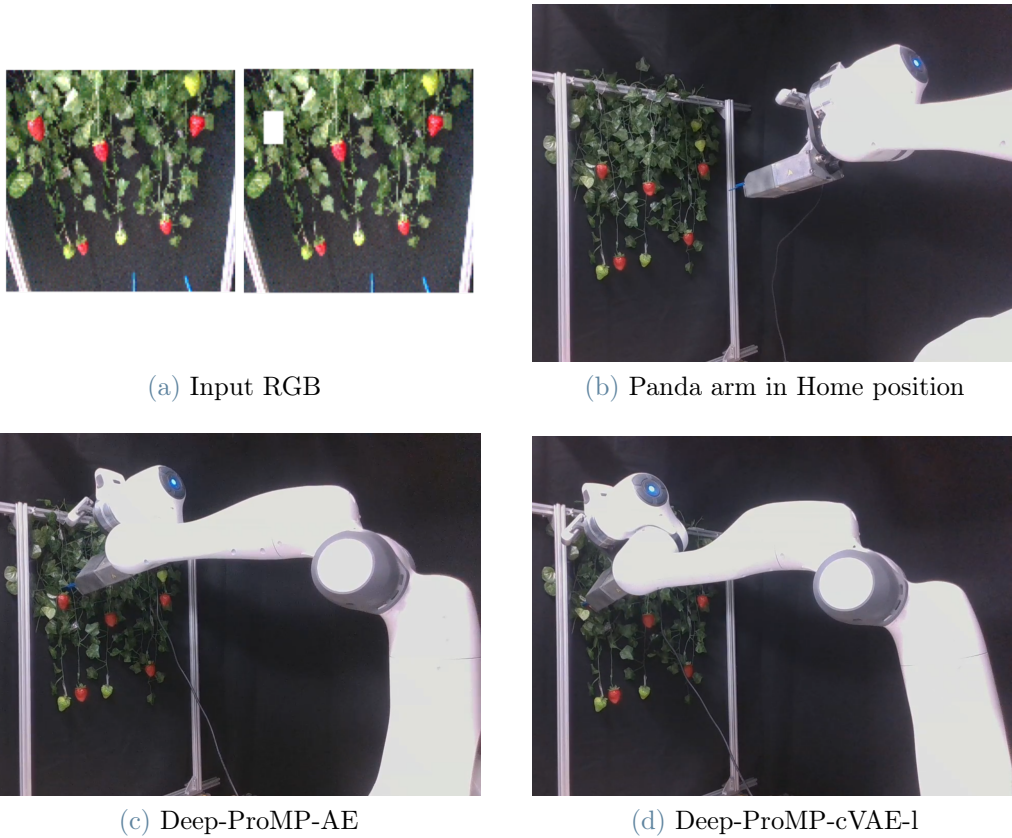 (a) Input RGB
(b) Panda arm in Home position
(c) Deep-ProMP-AE
(d) Deep-ProMP-cVAE-l